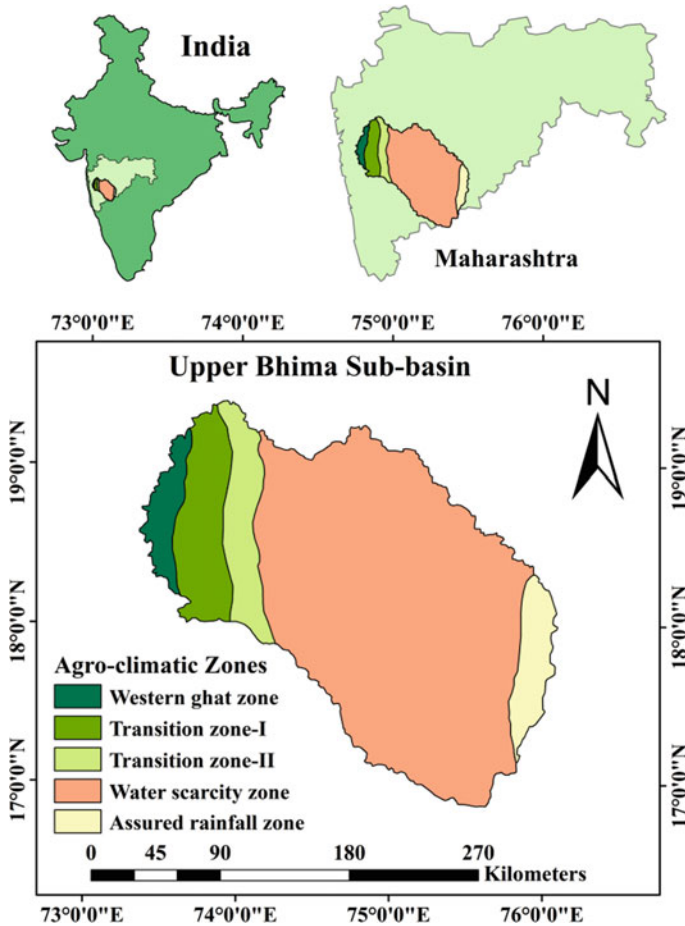 India
Maharashtra
73°0'0"E 74°0'0"E 75°0'0"E 76°0'0"E
Upper Bhima Sub-basin
N
19°0'0"N
19°0'0"N
18°0'0"N
18°0'0"N
Agro-climatic Zones
Western ghat zone
Transition zone-I
Transition zone-II
Water scarcity zone
Assured rainfall zone
17°0'0"N
17°0'0"N
0 45 90 180 270
Kilometers
73°0'0"E 74°0'0"E 75°0'0"E 76°0'0"E